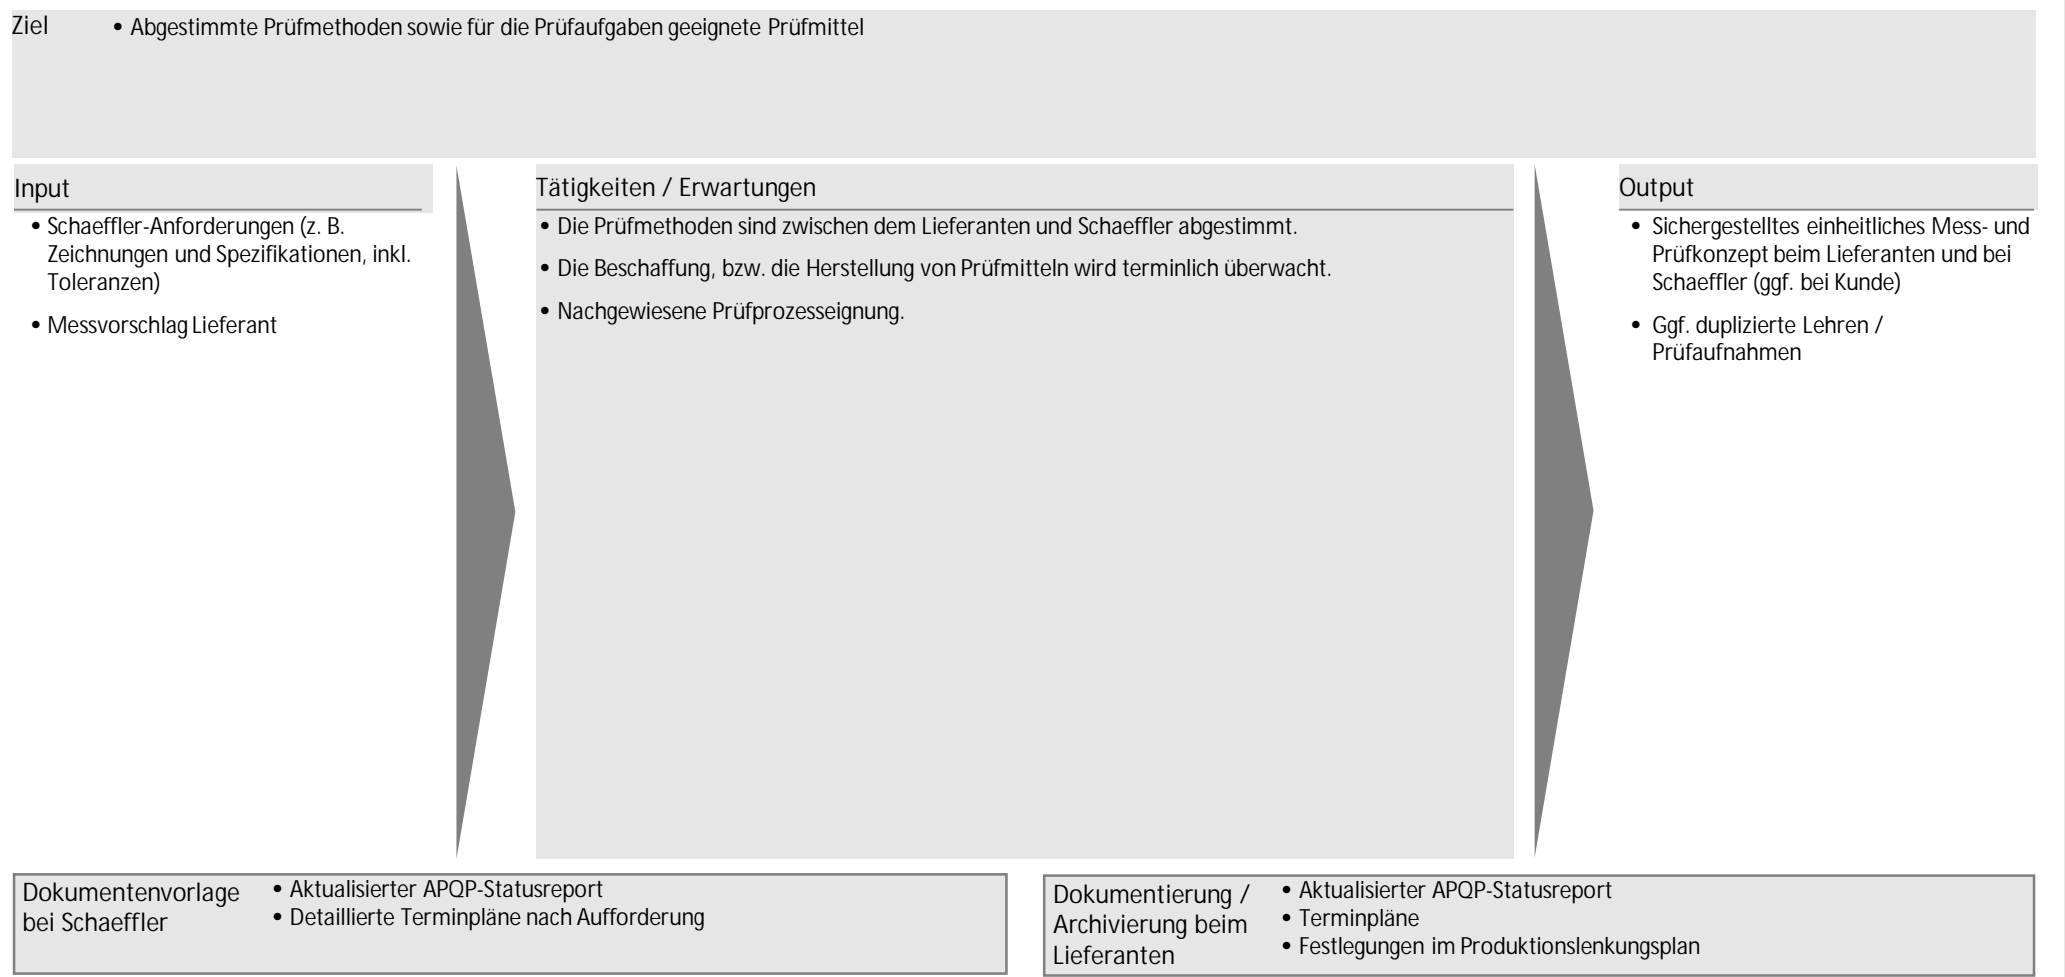 Ziel
• Abgestimmte Prüfmethoden sowie für die Prüfaufgaben geeignete Prüfmittel
Input
• Schaeffler-Anforderungen (z. B.
Zeichnungen und Spezifikationen, inkl.
Toleranzen)
• Messvorschlag Lieferant
Tätigkeiten / Erwartungen
• Die Prüfmethoden sind zwischen dem Lieferanten und Schaeffler abgestimmt.
• Die Beschaffung, bzw. die Herstellung von Prüfmitteln wird terminlich überwacht.
• Nachgewiesene Prüfprozesseignung.
Output
• Sichergestelltes einheitliches Mess- und
Prüfkonzept beim Lieferanten und bei
Schaeffler (ggf. bei Kunde)
• Ggf. duplizierte Lehren /
Prüfaufnahmen
Dokumentenvorlage
bei Schaeffler
• Aktualisierter APQP-Statusreport
• Detaillierte Terminpläne nach Aufforderung
Dokumentierung /
Archivierung beim
Lieferanten
• Aktualisierter APQP-Statusreport
• Terminpläne
• Festlegungen im Produktionslenkungsplan